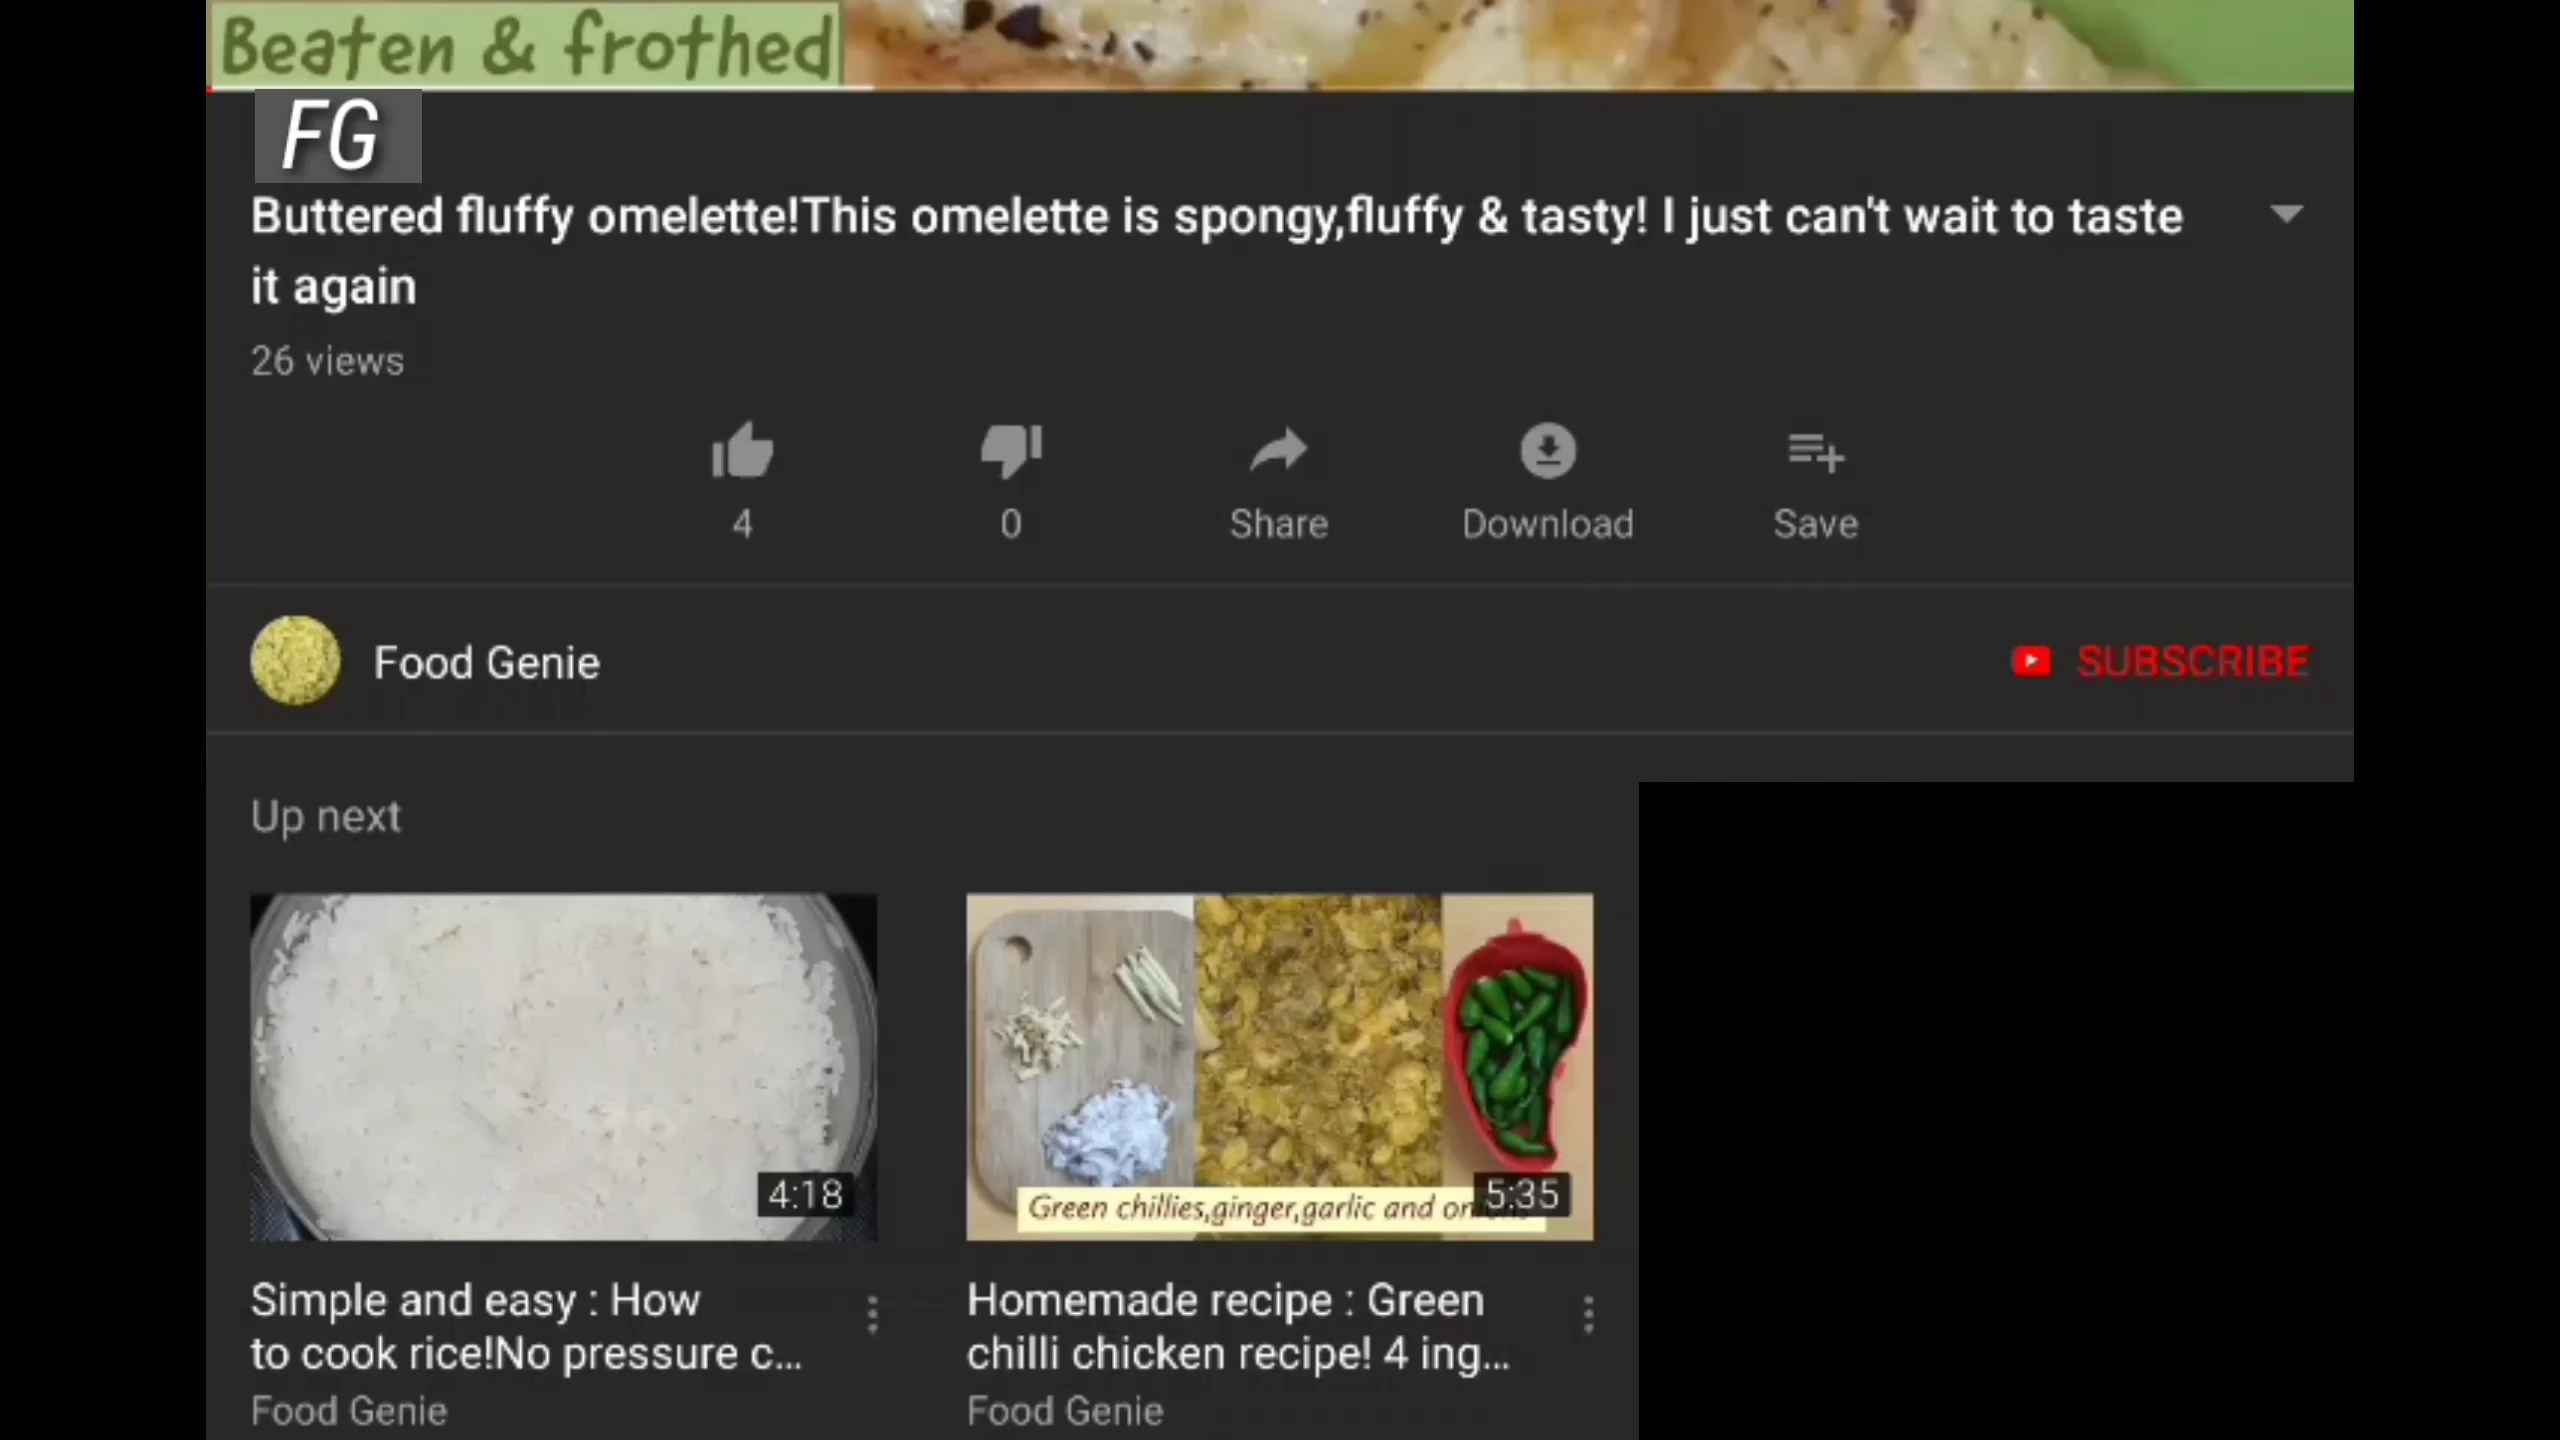 Beaten & frothed
FG
Buttered fluffy omelette!This omelette is spongy,fluffy & tasty! I just can't wait to taste
it again
26 views
4
0
Share
Download
Save
Food Genie
SUBSCRIBE
Up next
4:18
Green chillies,ginger,garlic and
5:35
Simple and easy : How
to cook rice!No pressure c...
Food Genie
Homemade recipe : Green
chilli chicken recipe! 4 ing...
Food Genie